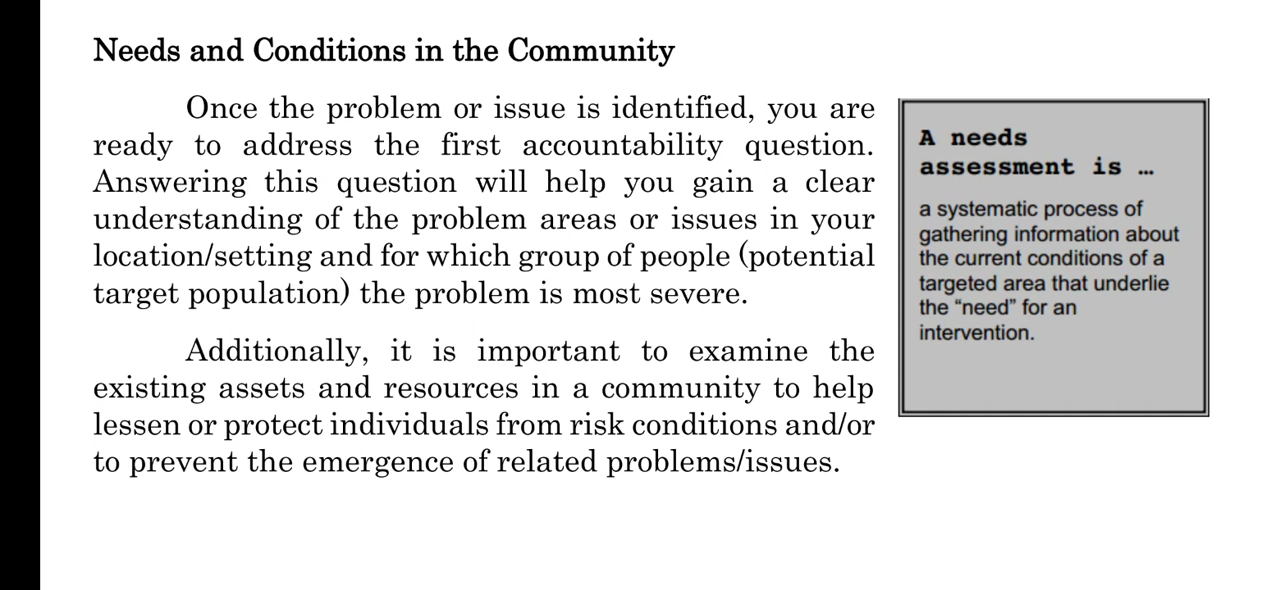 Needs and Conditions in the Community
Once the problem or issue is identified, you are
ready to address the first accountability question.
Answering this question will help you gain a clear
understanding of the problem areas or issues in your
location/setting and for which group of people (potential
target population) the problem is most severe.
Additionally, it is important to examine the
existing assets and resources in a community to help
lessen or protect individuals from risk conditions and/or
to prevent the emergence of related problems/issues.
A needs
assessment is …
a systematic process of
gathering information about
the current conditions of a
targeted area that underlie
the “need” for an
intervention.